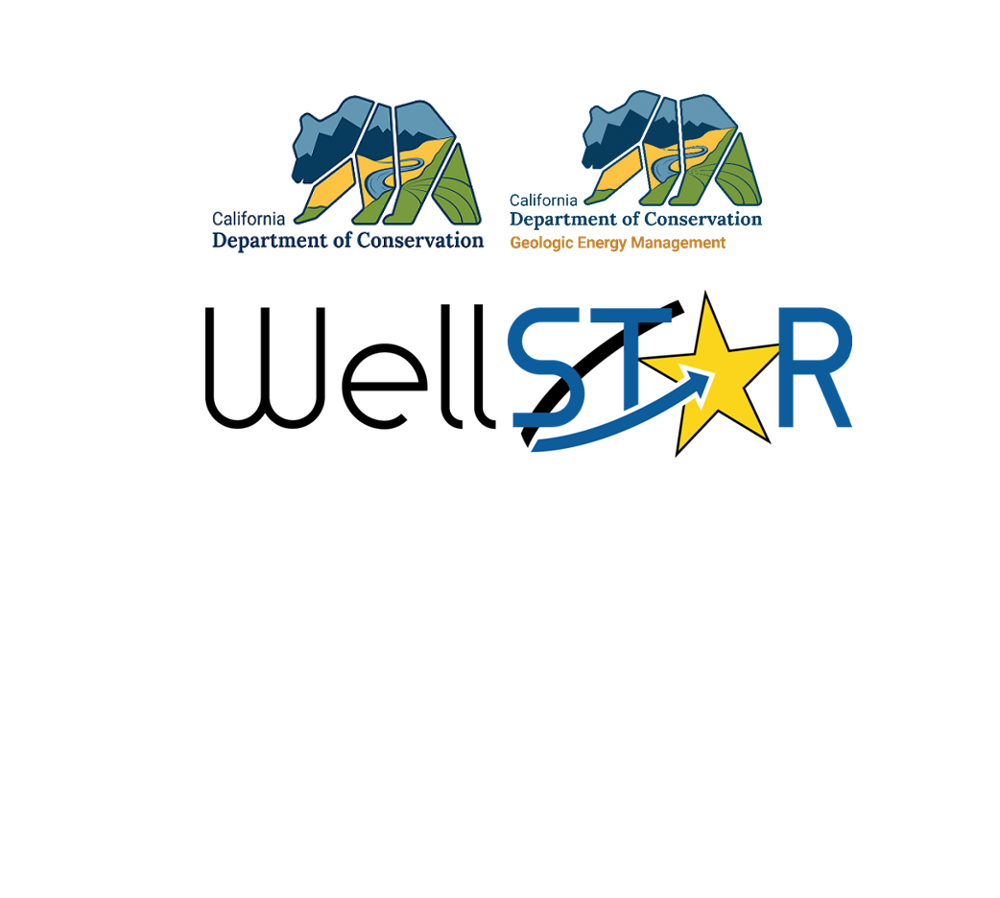 California
Department of Conservation
California
Department of Conservation
Geologic Energy Management
WellSTAR